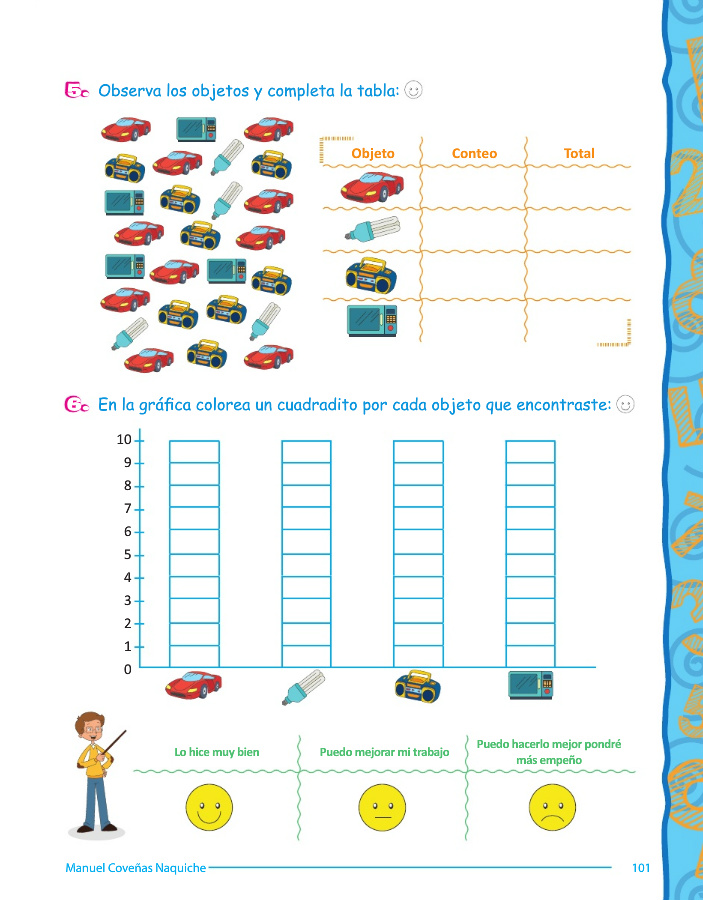 5. Observa los objetos y completa la tabla:
Objeto Conteo Total
6. En la gráfica colorea un cuadradito por cada objeto que encontraste:
10
9
8
7
6
5
4
3
2
1
0
Lo hice muy bien
Puedo mejorar mi trabajo
Puedo hacerlo mejor pondré
más empeño
Manuel Coveñas Naquiche
101